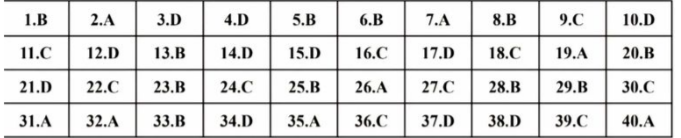 1.B 2.A 3.D 4.D 5.B 6.B 7.A 8.B 9.C 10.D
11.C 12.D 13.B 14.D 15.D 16.C 17.D 18.C 19.A 20.B
21.D 22.C 23.B 24.C 25.B 26.A 27.C 28.B 29.B 30.C
31.A 32.A 33.B 34.D 35.A 36.C 37.D 38.D 39.C 40.A